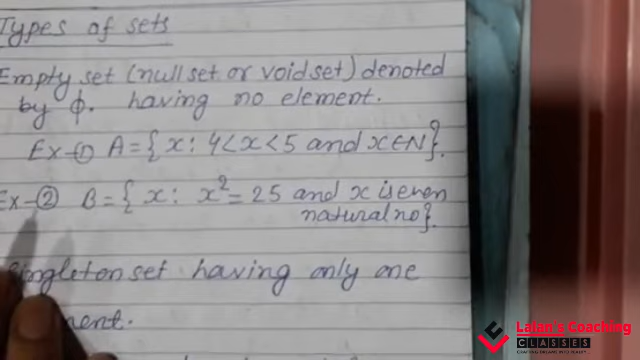 Types of sets
Empty set (null set or void set) denoted
by ϕ. having no element.
Ex-① A={x: 4<x<5 and x∈N}.
Ex-② B={x: x²=25 and x is even
natural no}.
Singleton set having only one
ment.
Lalan's Coaching
CLASSES